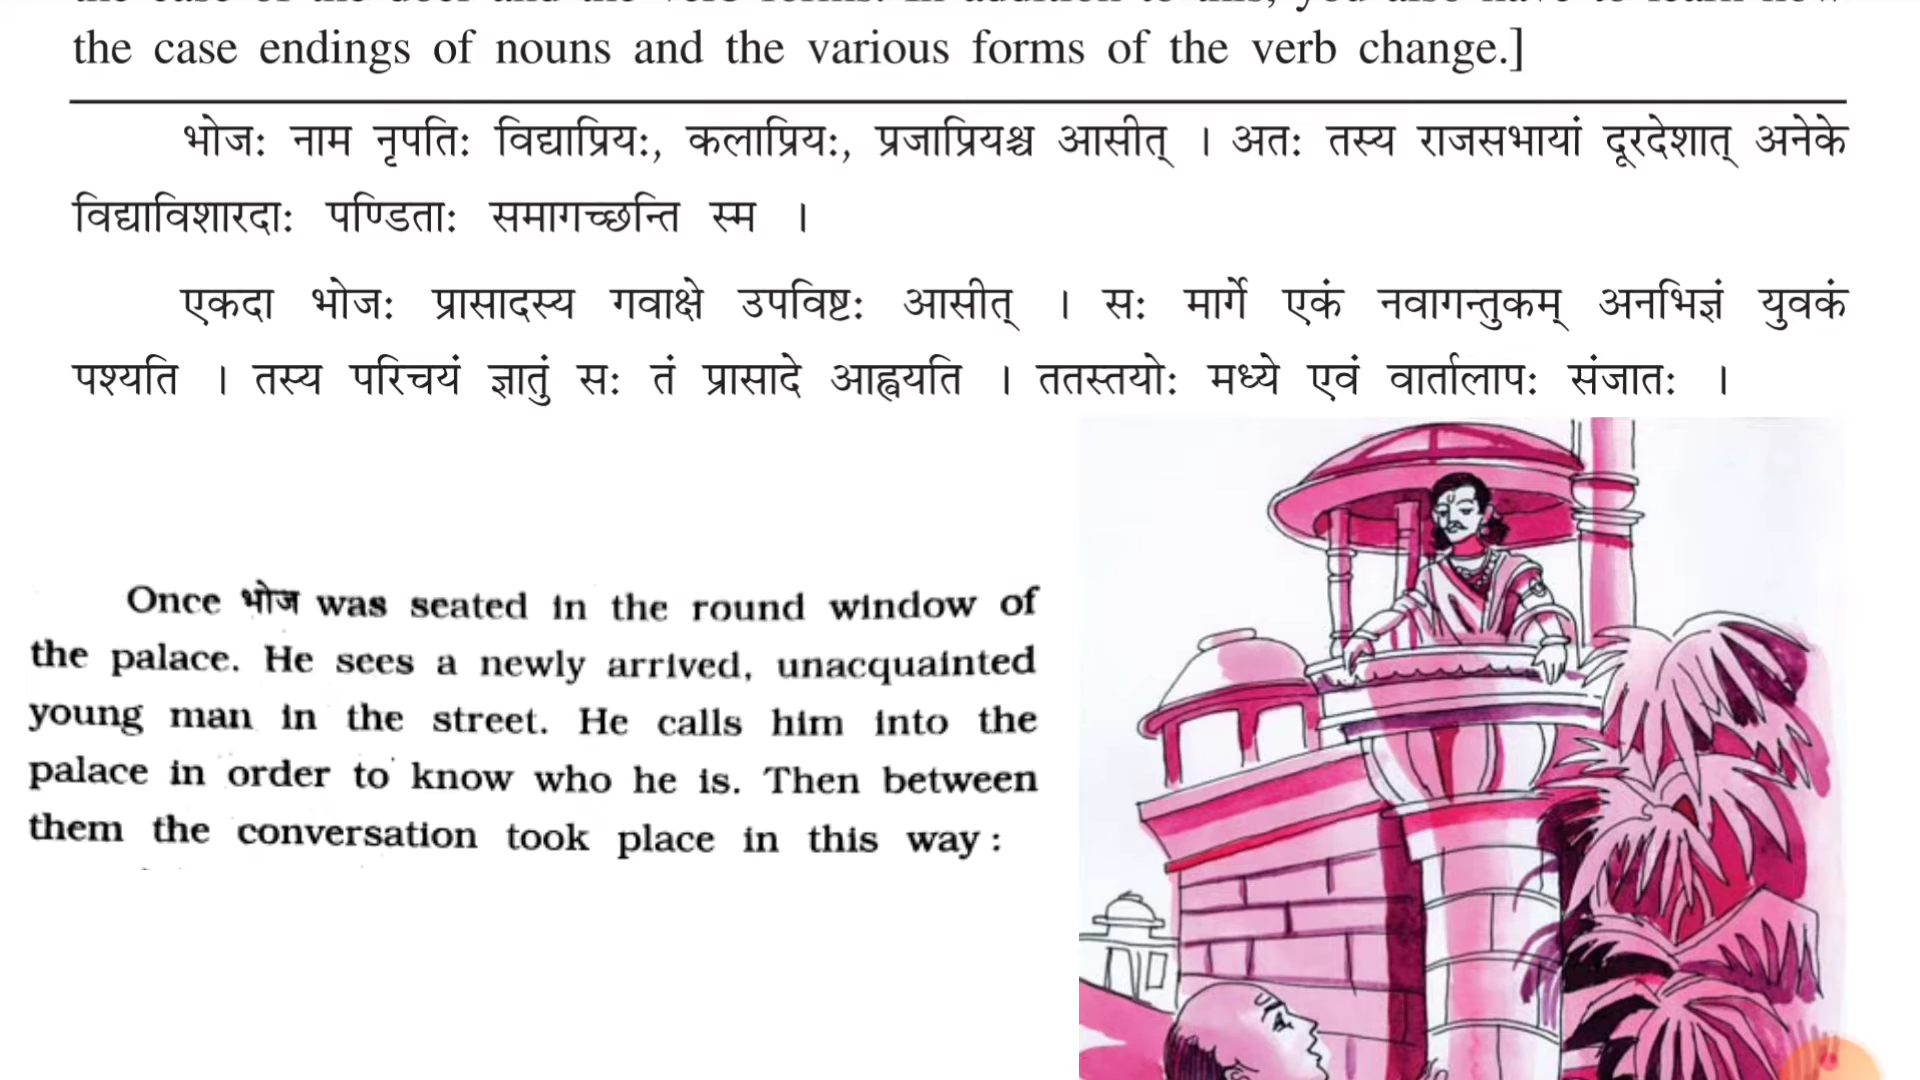 the case endings of nouns and the various forms of the verb change.]
भोजः नाम नृपतिः विद्याप्रियः, कलाप्रियः, प्रजाप्रियश्च आसीत् । अतः तस्य राजसभायां दूरदेशात् अनेके
विद्याविशारदाः पण्डिताः समागच्छन्ति स्म ।
एकदा भोजः प्रासादस्य गवाक्षे उपविष्टः आसीत् । सः मार्गे एकं नवागन्तुकम् अनभिज्ञं युवकं
पश्यति । तस्य परिचयं ज्ञातुं सः तं प्रासादे आह्वयति । ततस्तयोः मध्ये एवं वार्तालापः संजातः ।
Once भोज was seated in the round window of
the palace. He sees a newly arrived, unacquainted
young man in the street. He calls him into the
palace in order to know who he is. Then between
them the conversation took place in this way :